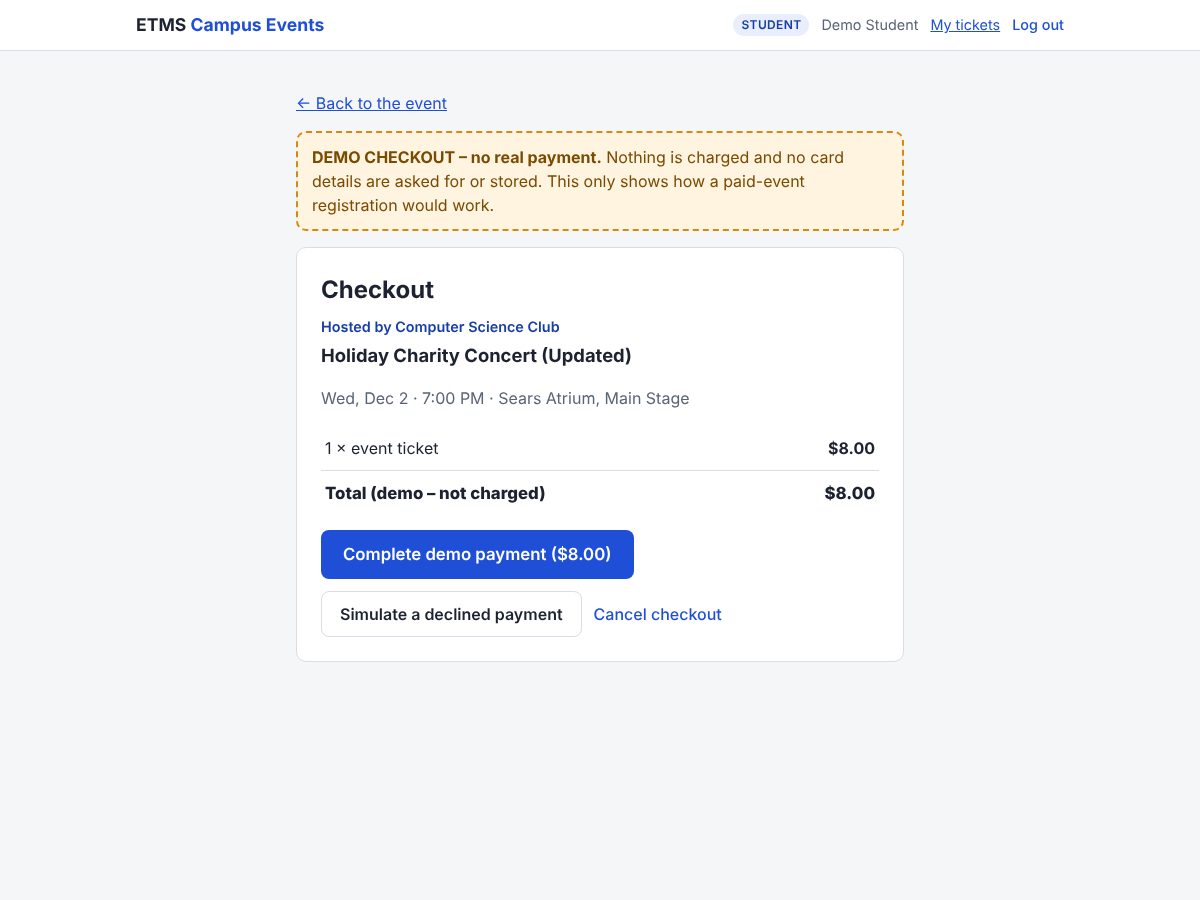 ETMS Campus Events
STUDENT Demo Student My tickets Log out
← Back to the event
DEMO CHECKOUT – no real payment. Nothing is charged and no card
details are asked for or stored. This only shows how a paid-event
registration would work.
Checkout
Hosted by Computer Science Club
Holiday Charity Concert (Updated)
Wed, Dec 2 · 7:00 PM · Sears Atrium, Main Stage
1 × event ticket $8.00
Total (demo – not charged) $8.00
Complete demo payment ($8.00)
Simulate a declined payment Cancel checkout